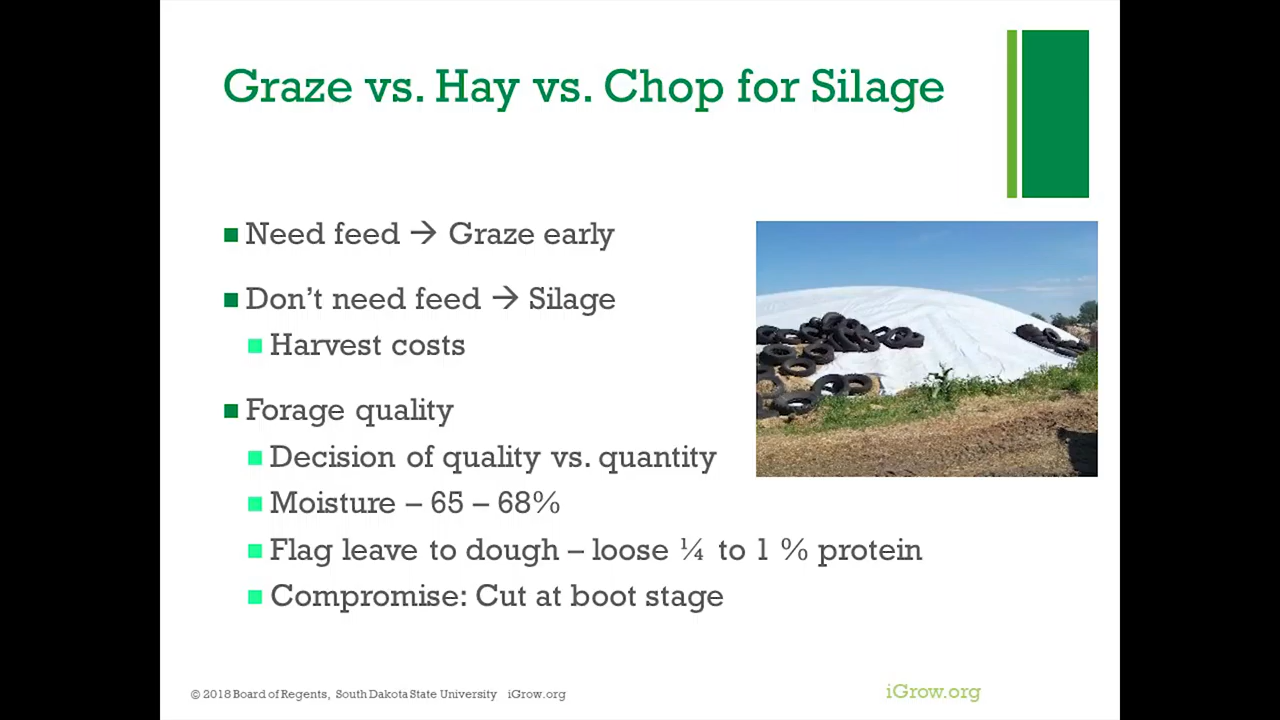 Graze vs. Hay vs. Chop for Silage
Need feed → Graze early
Don't need feed → Silage
Harvest costs
Forage quality
Decision of quality vs. quantity
Moisture – 65 – 68%
Flag leave to dough – loose ¼ to 1 % protein
Compromise: Cut at boot stage
© 2018 Board of Regents, South Dakota State University iGrow.org
iGrow.org